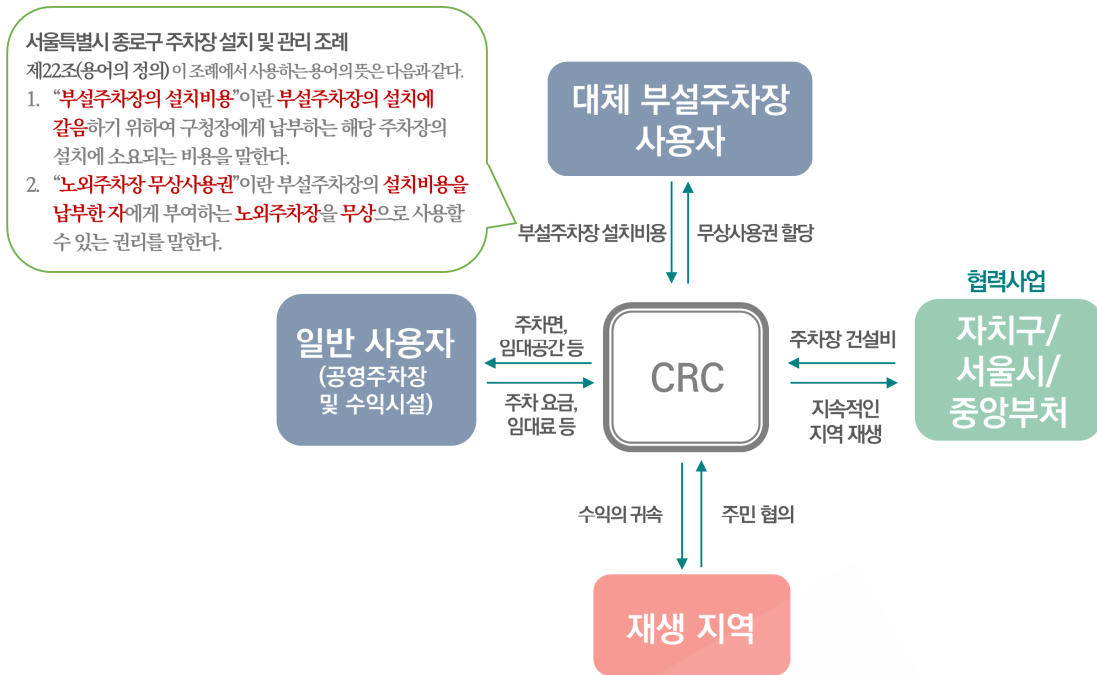 서울특별시 종로구 주차장 설치 및 관리 조례
제22조(용어의 정의) 이 조례에서 사용하는 용어의 뜻은 다음과 같다.
1. “부설주차장의 설치비용”이란 부설주차장의 설치에
갈음하기 위하여 구청장에게 납부하는 해당 주차장의
설치에 소요되는 비용을 말한다.
2. “노외주차장 무상사용권”이란 부설주차장의 설치비용을
납부한 자에게 부여하는 노외주차장을 무상으로 사용할
수 있는 권리를 말한다.
대체 부설주차장
사용자
부설주차장 설치비용
무상사용권 할당
협력사업
일반 사용자
(공영주차장
및 수익시설)
주차면,
임대공간 등
주차 요금,
임대료 등
CRC
주차장 건설비
지속적인
지역 재생
자치구/
서울시/
중앙부처
수익의 귀속
주민 협의
재생 지역